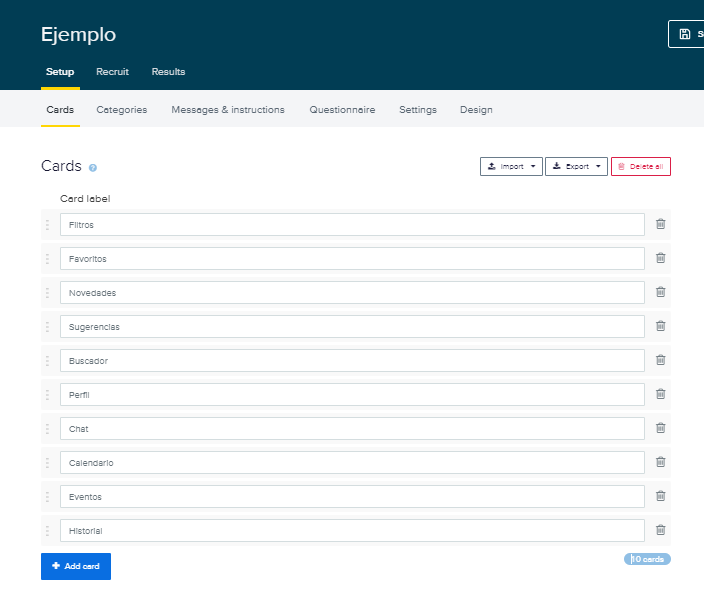 Ejemplo
Setup Recruit Results
Cards Categories Messages & instructions Questionnaire Settings Design
Cards ? Import Export Delete all
Card label
Filtros
Favoritos
Novedades
Sugerencias
Buscador
Perfil
Chat
Calendario
Eventos
Historial
+ Add card 10 cards